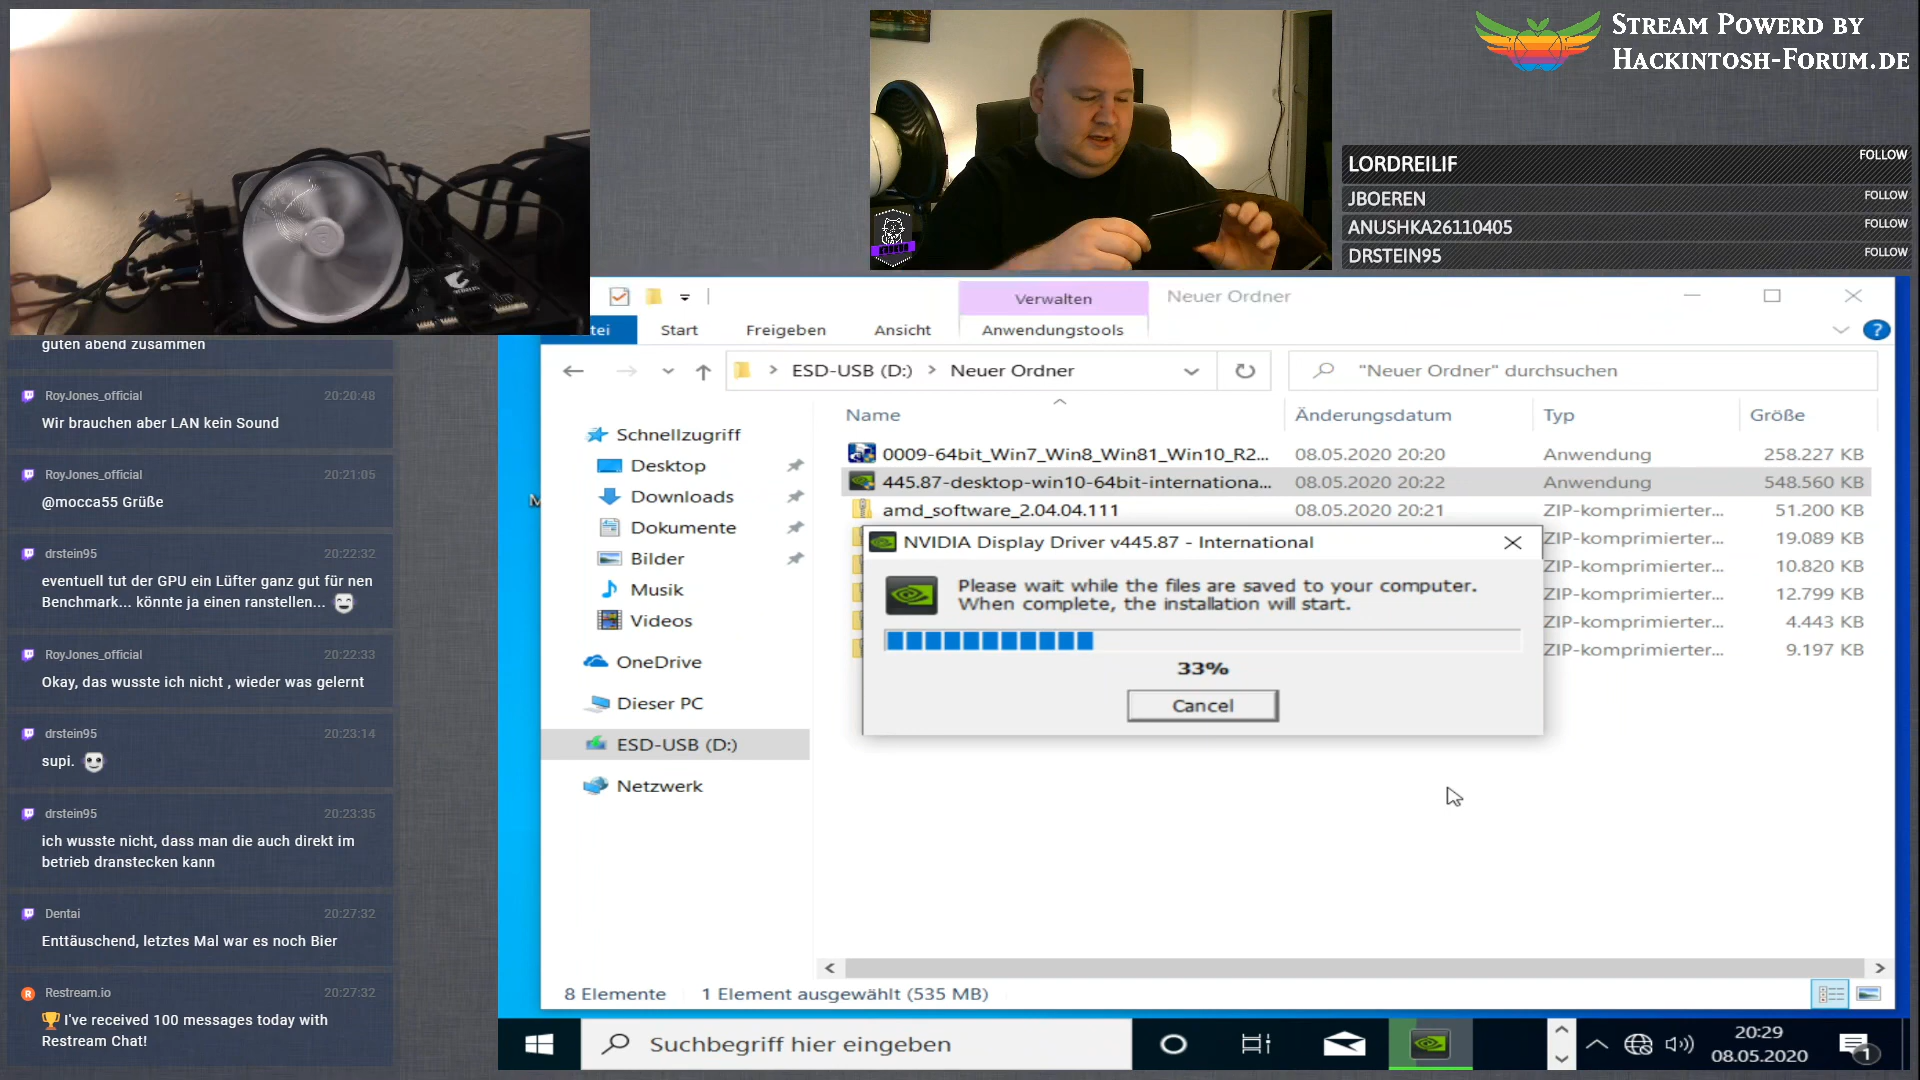 Stream Powerd by
Hackintosh-Forum.de
LORDREILIF
FOLLOW
JBOEREN
FOLLOW
ANUSHKA26110405
FOLLOW
DRSTEIN95
FOLLOW
guten abend zusammen
RoyJones_official 20:20:48
Wir brauchen aber LAN kein Sound
RoyJones_official 20:21:05
@mocca55 Grüße
drstein95 20:22:32
eventuell tut der GPU ein Lüfter ganz gut für nen
Benchmark... könnte ja einen ranstellen...
RoyJones_official 20:22:33
Okay, das wusste ich nicht , wieder was gelernt
drstein95 20:23:14
supi.
drstein95 20:23:35
ich wusste nicht, dass man die auch direkt im
betrieb dranstecken kann
Dentai 20:27:32
Enttäuschend, letztes Mal war es noch Bier
Restream.io 20:27:32
I've received 100 messages today with
Restream Chat!
Verwalten
Neuer Ordner
tei
Start
Freigeben
Ansicht
Anwendungstools
ESD-USB (D:) > Neuer Ordner
"Neuer Ordner" durchsuchen
Schnellzugriff
Desktop
Downloads
Dokumente
Bilder
Musik
Videos
OneDrive
Dieser PC
ESD-USB (D:)
Netzwerk
Name Änderungsdatum Typ Größe
0009-64bit_Win7_Win8_Win81_Win10_R2... 08.05.2020 20:20 Anwendung 258.227 KB
445.87-desktop-win10-64bit-internationa... 08.05.2020 20:22 Anwendung 548.560 KB
amd_software_2.04.04.111 08.05.2020 20:21 ZIP-komprimierter... 51.200 KB
ZIP-komprimierter... 19.089 KB
ZIP-komprimierter... 10.820 KB
ZIP-komprimierter... 12.799 KB
ZIP-komprimierter... 4.443 KB
ZIP-komprimierter... 9.197 KB
NVIDIA Display Driver v445.87 - International
Please wait while the files are saved to your computer.
When complete, the installation will start.
33%
Cancel
8 Elemente
1 Element ausgewählt (535 MB)
Suchbegriff hier eingeben
20:29
08.05.2020
1